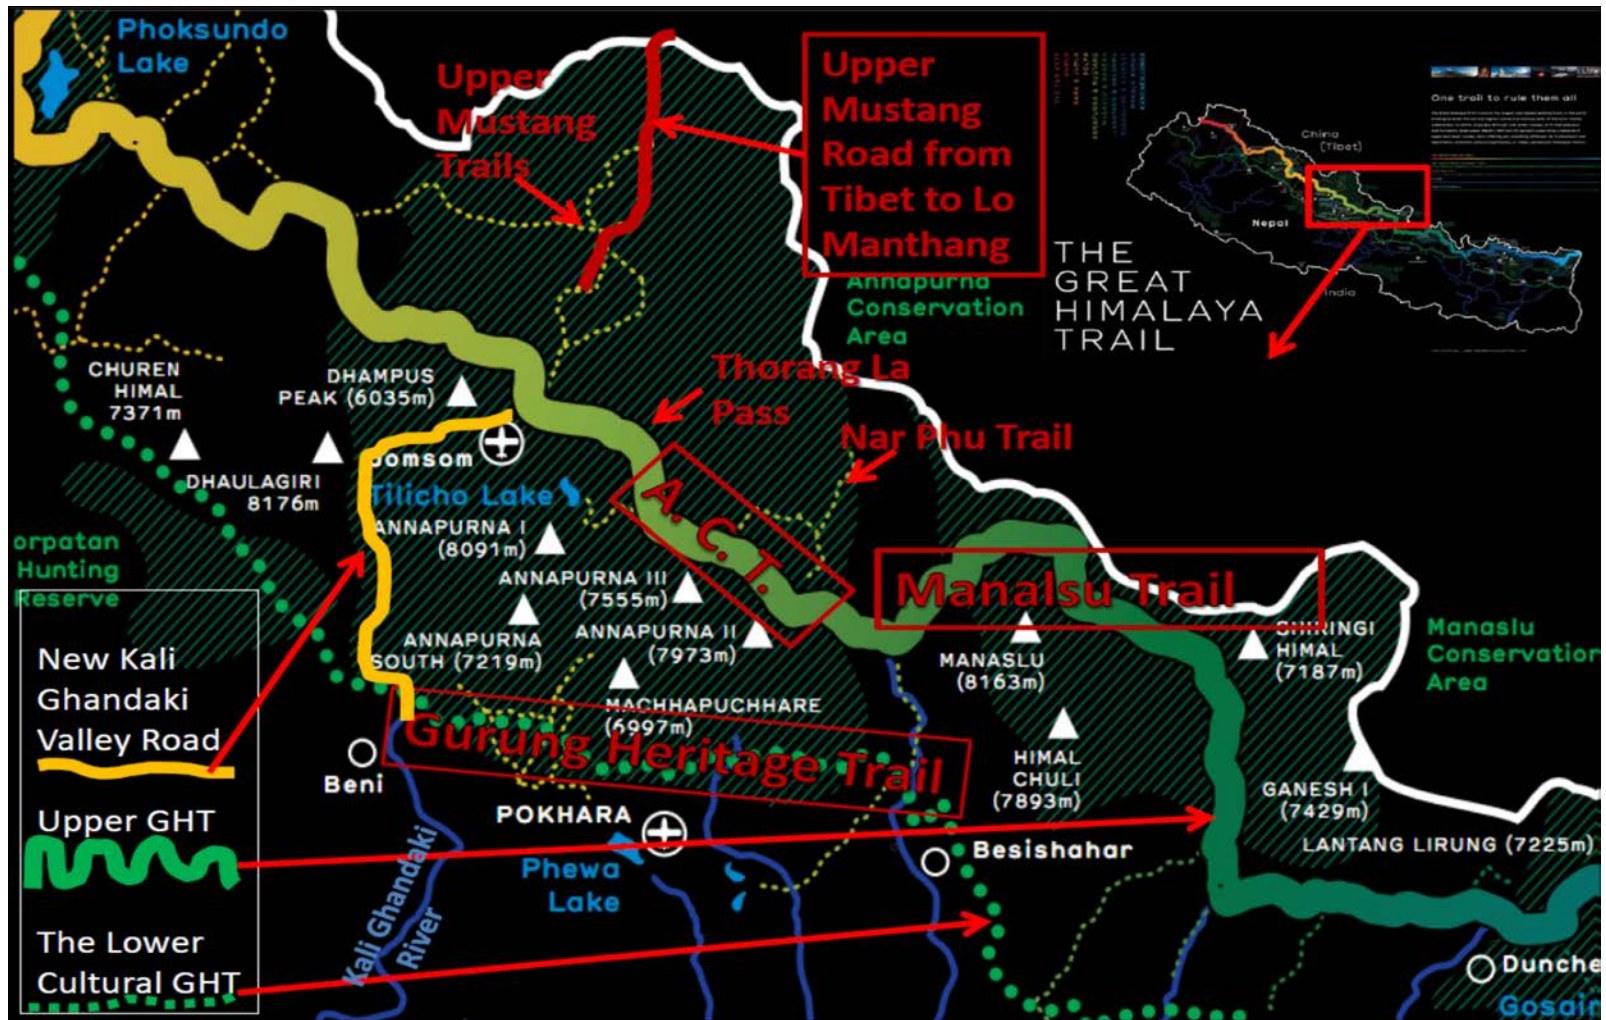 Phoksundo
Lake
Upper
Mustang
Trails
Upper
Mustang
Road from
Tibet to Lo
Manthang
One trail to rule them all
China
(Tibet)
Nepal
India
THE
GREAT
HIMALAYA
TRAIL
Annapurna
Conservation
Area
CHUREN
HIMAL
7371m
DHAMPUS
PEAK (6035m)
Thorang La
Pass
Nar Phu Trail
Jomsom
DHAULAGIRI
8176m
Tilicho Lake
A. C. T.
ANNAPURNA I
(8091m)
orpatan
Hunting
Reserve
ANNAPURNA III
(7555m)
Manalsu Trail
ANNAPURNA
SOUTH (7219m)
ANNAPURNA II
(7973m)
MANASLU
(8163m)
SHIRINGI
HIMAL
(7187m)
Manaslu
Conservation
Area
MACHHAPUCHHARE
(6997m)
Gurung Heritage Trail
New Kali
Ghandaki
Valley Road
Beni
HIMAL
CHULI
(7893m)
GANESH I
(7429m)
LANTANG LIRUNG (7225m)
POKHARA
Upper GHT
Phewa
Lake
Besishahar
Kali Ghandaki
River
The Lower
Cultural GHT
Dunche
Gosain